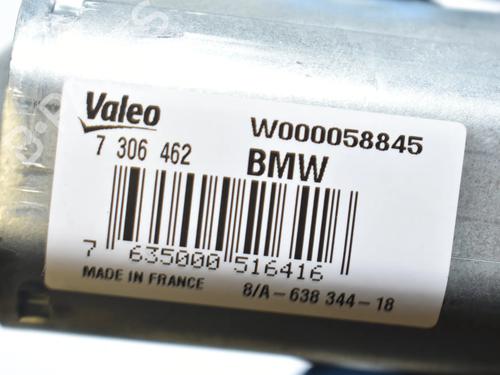 Valeo W000058845
7 306 462 BMW
7 635000 516416
MADE IN FRANCE 8/A-638 344-18